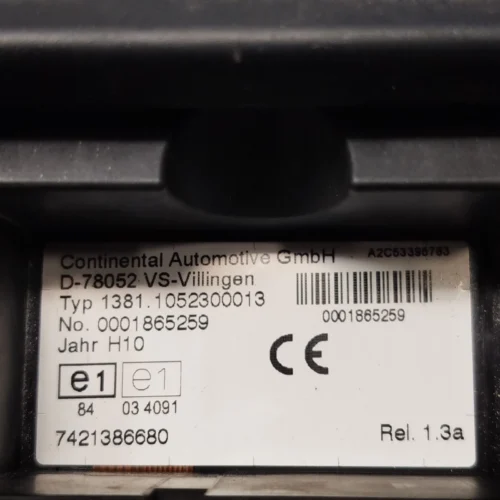 Continental Automotive GmbH A2C53395783
D-78052 VS-Villingen
Typ 1381.1052300013
No. 0001865259 0001865259
Jahr H10
CE
e1 e1
84 03 4091
7421386680 Rel. 1.3a